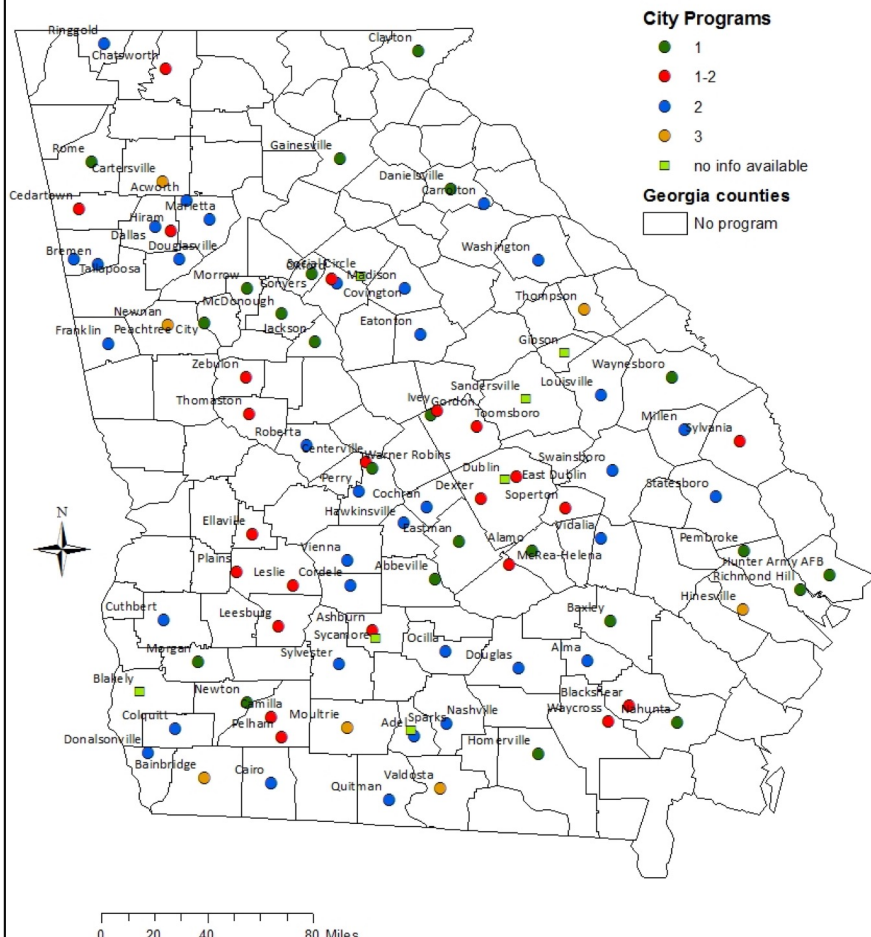 City Programs
1
1-2
2
3
no info available
Georgia counties
No program
Ringgold
Chatsworth
Clayton
Rome
Cartersville
Acworth
Gainesville
Danielsville
Carrolton
Cedartown
Marietta
Hiram
Dallas
Douglasville
Bremen
Tallapoosa
Washington
Social Circle
Oxford
Morrow
Conyers
Madison
Covington
McDonough
Thompson
Newnan
Peachtree City
Franklin
Jackson
Eatonton
Gibson
Zebulon
Waynesboro
Sandersville
Louisville
Thomaston
Ivey
Gordon
Toomsboro
Millen
Sylvania
Roberta
Centerville
Warner Robins
Swainsboro
Dublin
East Dublin
Perry
Dexter
Soperton
Statesboro
Cochran
Hawkinsville
N
Ellaville
Eastman
Alamo
Vidalia
Pembroke
Vienna
McRea-Helena
Plains
Leslie
Cordele
Abbeville
Hunter Army AFB
Richmond Hill
Hinesville
Cuthbert
Leesburg
Ashburn
Sycamore
Baxley
Ocilla
Morgan
Sylvester
Douglas
Alma
Blakely
Newton
Camilla
Blackshear
Waycross
Nahunta
Colquitt
Pelham
Moultrie
Adel
Sparks
Nashville
Donalsonville
Homerville
Bainbridge
Cairo
Valdosta
Quitman
0 20 40 80 Miles